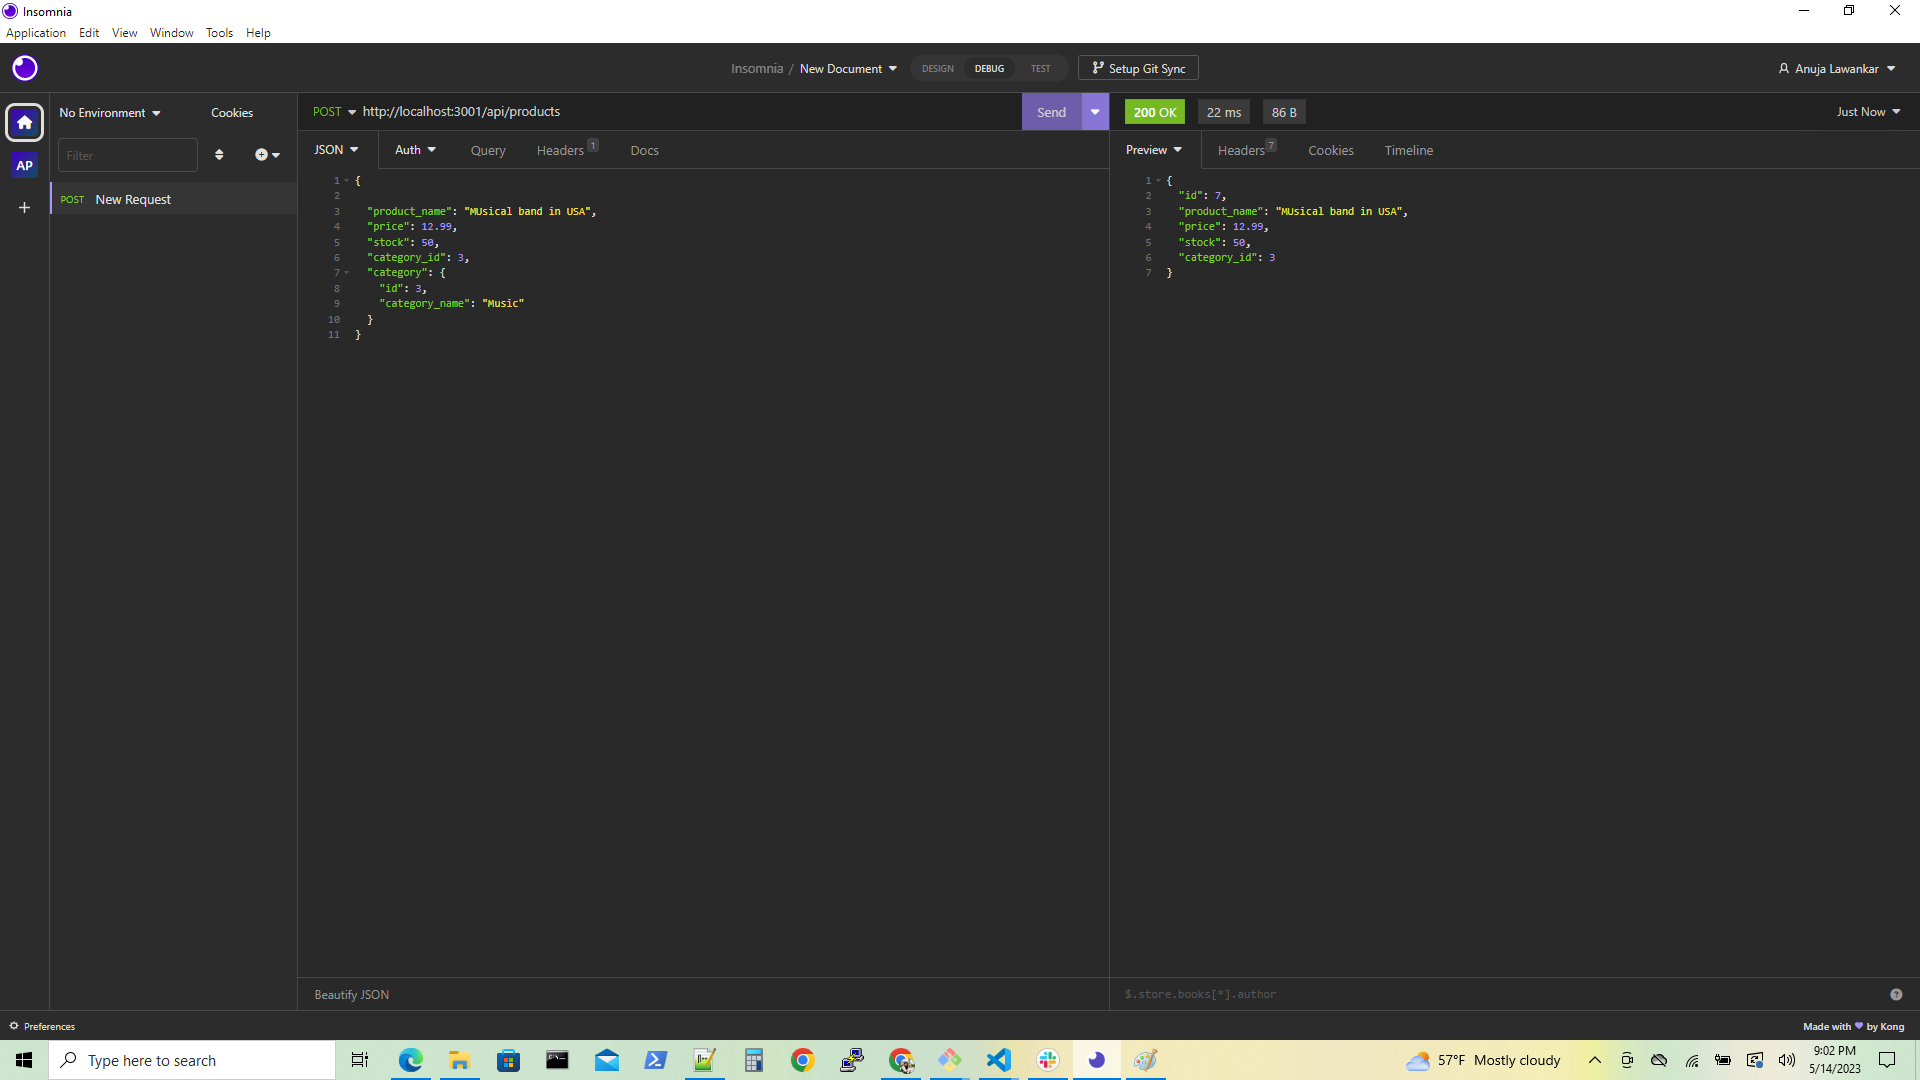 Insomnia
Application Edit View Window Tools Help
Insomnia / New Document DESIGN DEBUG TEST Setup Git Sync Anuja Lawankar
No Environment Cookies POST http://localhost:3001/api/products Send 200 OK 22 ms 86 B Just Now
AP Filter JSON Auth Query Headers 1 Docs Preview Headers 7 Cookies Timeline
POST New Request
1 {
2
3 "product_name": "MUsical band in USA",
4 "price": 12.99,
5 "stock": 50,
6 "category_id": 3,
7 "category": {
8 "id": 3,
9 "category_name": "Music"
10 }
11 }
1 {
2 "id": 7,
3 "product_name": "MUsical band in USA",
4 "price": 12.99,
5 "stock": 50,
6 "category_id": 3
7 }
Beautify JSON $.store.books[*].author
Preferences Made with by Kong
Type here to search 57°F Mostly cloudy 9:02 PM
5/14/2023